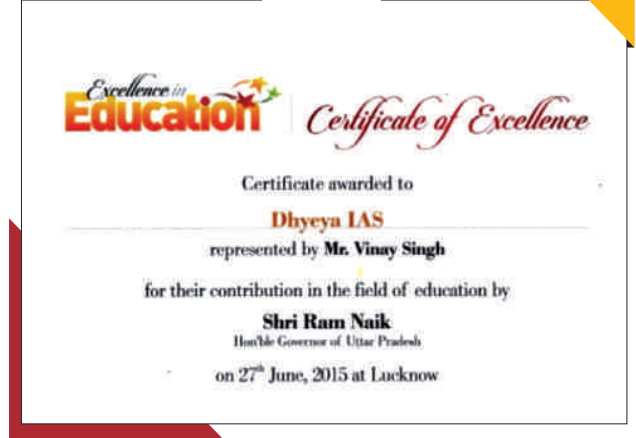 Excellence in
Education
Certificate of Excellence
Certificate awarded to
Dhyeya IAS
represented by Mr. Vinay Singh
for their contribution in the field of education by
Shri Ram Naik
Hon'ble Governor of Uttar Pradesh
on 27th June, 2015 at Lucknow